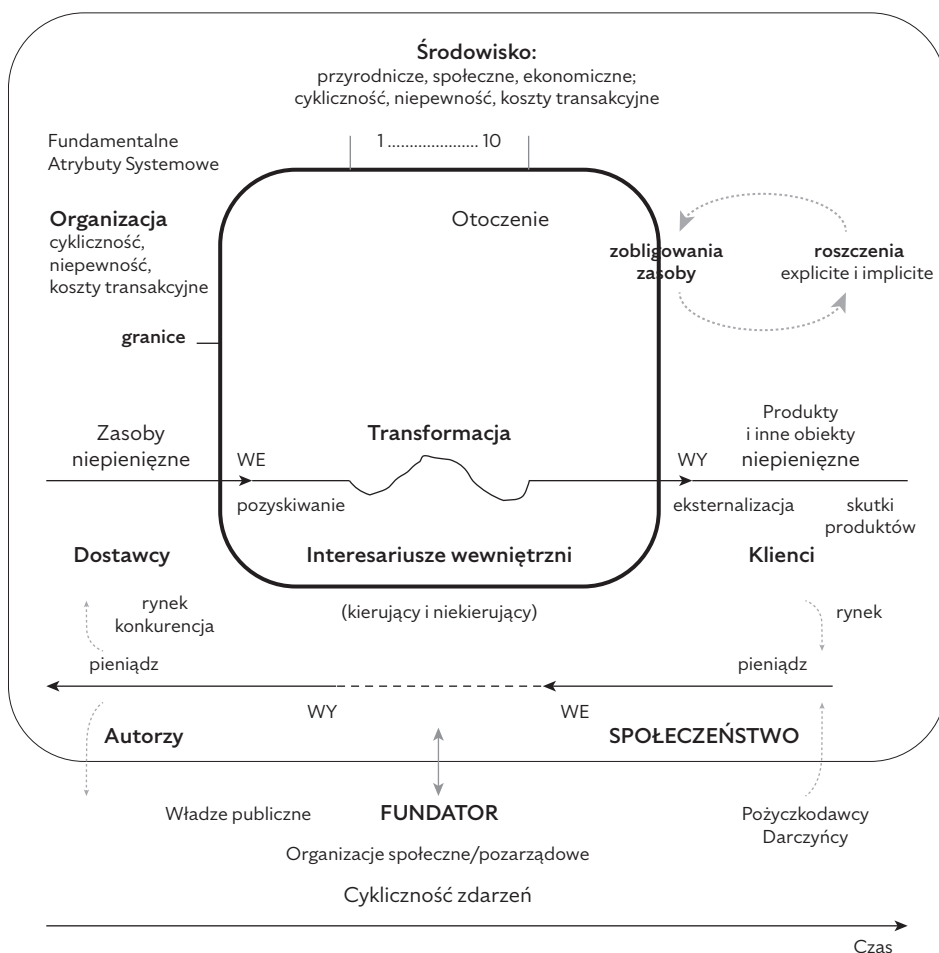 Środowisko:
przyrodnicze, społeczne, ekonomiczne;
cykliczność, niepewność, koszty transakcyjne
1 ..................... 10
Fundamentalne
Atrybuty Systemowe
Organizacja
cykliczność,
niepewność,
koszty transakcyjne
Otoczenie
zobligowania
zasoby
roszczenia
explicite i implicite
granice
Zasoby
niepienięzne
WE
pozyskiwanie
Transformacja
WY
Produkty
i inne obiekty
niepienięzne
eksternalizacja
skutki
produktów
Dostawcy
Interesariusze wewnętrzni
Klienci
rynek
konkurencja
(kierujący i niekierujący)
rynek
pieniądz
pieniądz
WY
WE
Autorzy
SPOŁECZEŃSTWO
Władze publiczne
FUNDATOR
Pożyczkodawcy
Darczyńcy
Organizacje społeczne/pozarządowe
Cykliczność zdarzeń
Czas